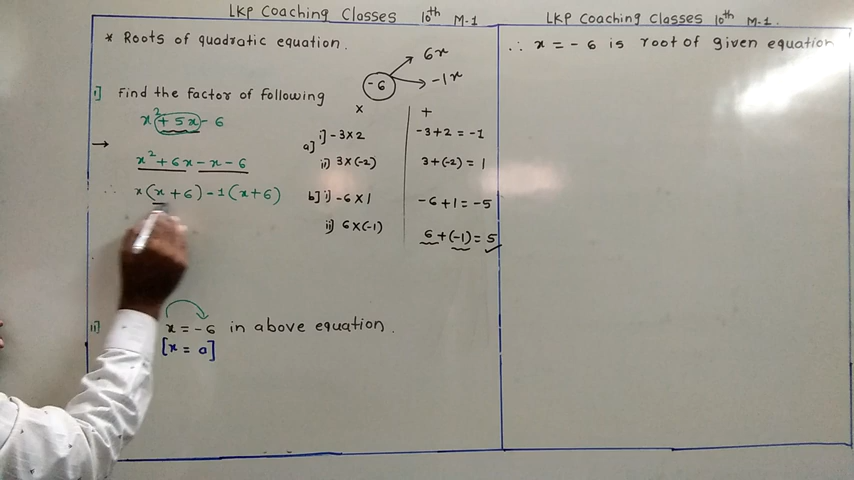 LKP Coaching Classes 10th M-1
* Roots of quadratic equation.
i] Find the factor of following
x² + 5x - 6
→
x² + 6x - x - 6
∴ x(x + 6) - 1(x + 6)
-6
6x
-1x
× +
a] i) -3 × 2 -3 + 2 = -1
ii) 3 × (-2) 3 + (-2) = 1
b] i) -6 × 1 -6 + 1 = -5
ii) 6 × (-1) 6 + (-1) = 5 ✓
ii] x = -6 in above equation.
[x = a]
LKP Coaching Classes 10th M-1.
∴ x = -6 is root of given equation